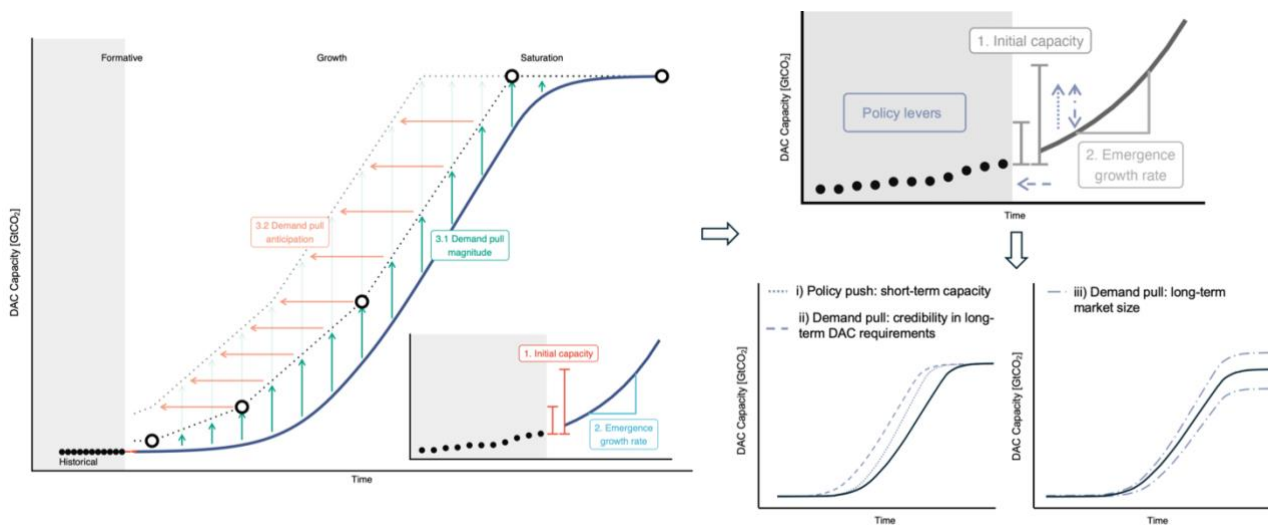 Formative
Growth
Saturation
DAC Capacity [GtCO₂]
3.2 Demand pull
anticipation
3.1 Demand pull
magnitude
1. Initial capacity
2. Emergence
growth rate
Historical
Time
DAC Capacity [GtCO₂]
1. Initial capacity
Policy levers
2. Emergence
growth rate
Time
DAC Capacity [GtCO₂]
i) Policy push: short-term capacity
ii) Demand pull: credibility in long-
term DAC requirements
Time
DAC Capacity [GtCO₂]
iii) Demand pull: long-term
market size
Time